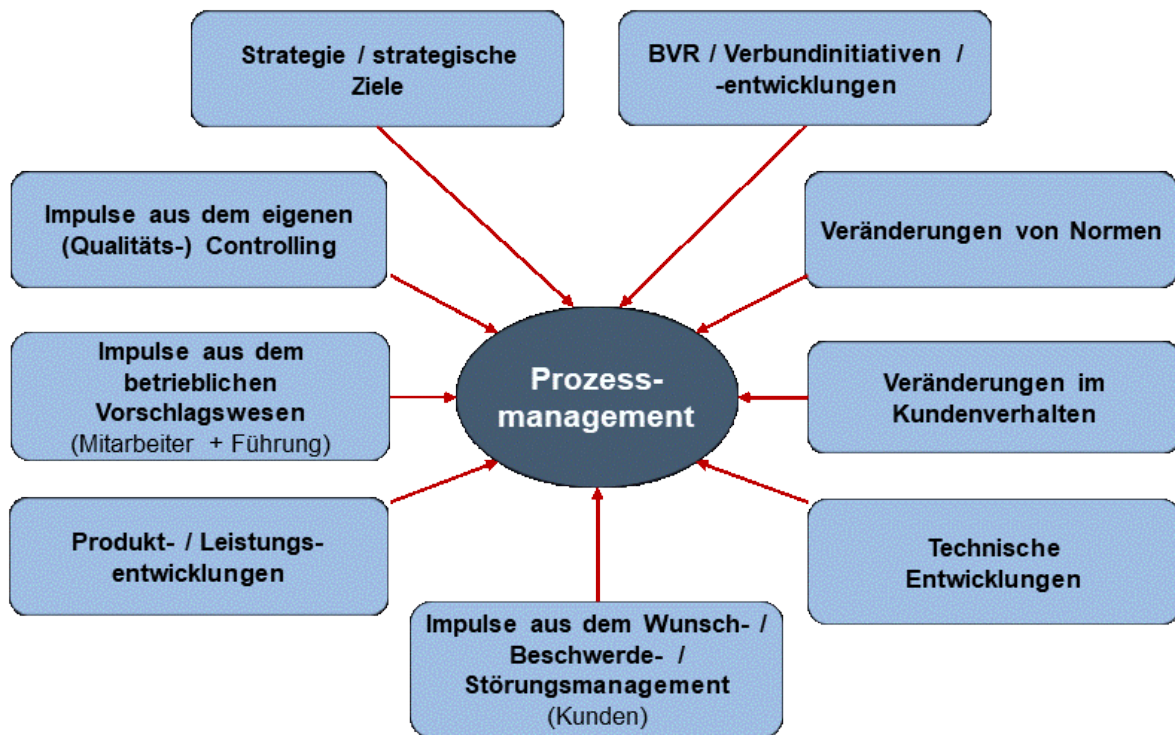 Strategie / strategische
Ziele
BVR / Verbundinitiativen /
-entwicklungen
Impulse aus dem eigenen
(Qualitäts-) Controlling
Veränderungen von Normen
Impulse aus dem
betrieblichen
Vorschlagswesen
(Mitarbeiter + Führung)
Prozess-
management
Veränderungen im
Kundenverhalten
Produkt- / Leistungs-
entwicklungen
Technische
Entwicklungen
Impulse aus dem Wunsch- /
Beschwerde- /
Störungsmanagement
(Kunden)